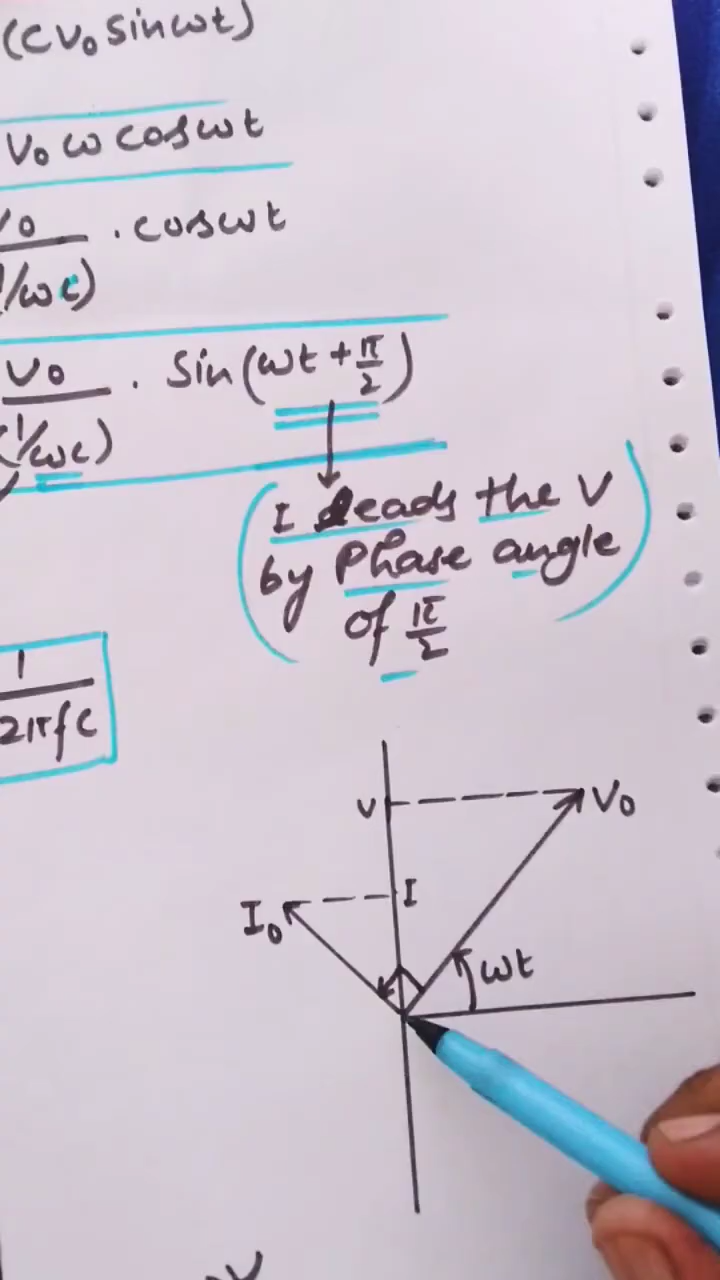 (CV₀ sinωt)
V₀ ω cosωt
V₀/(1/ωc) . cosωt
V₀/(1/ωc) . Sin(ωt + π/2)
(I leads the V
by Phase angle
of π/2)
1/2πfC
V V₀
I
I₀
ωt